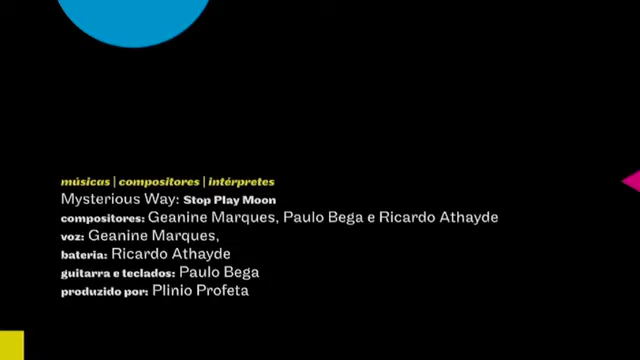 músicas | compositores | intérpretes
Mysterious Way: Stop Play Moon
compositores: Geanine Marques, Paulo Bega e Ricardo Athayde
voz: Geanine Marques,
bateria: Ricardo Athayde
guitarra e teclados: Paulo Bega
produzido por: Plinio Profeta